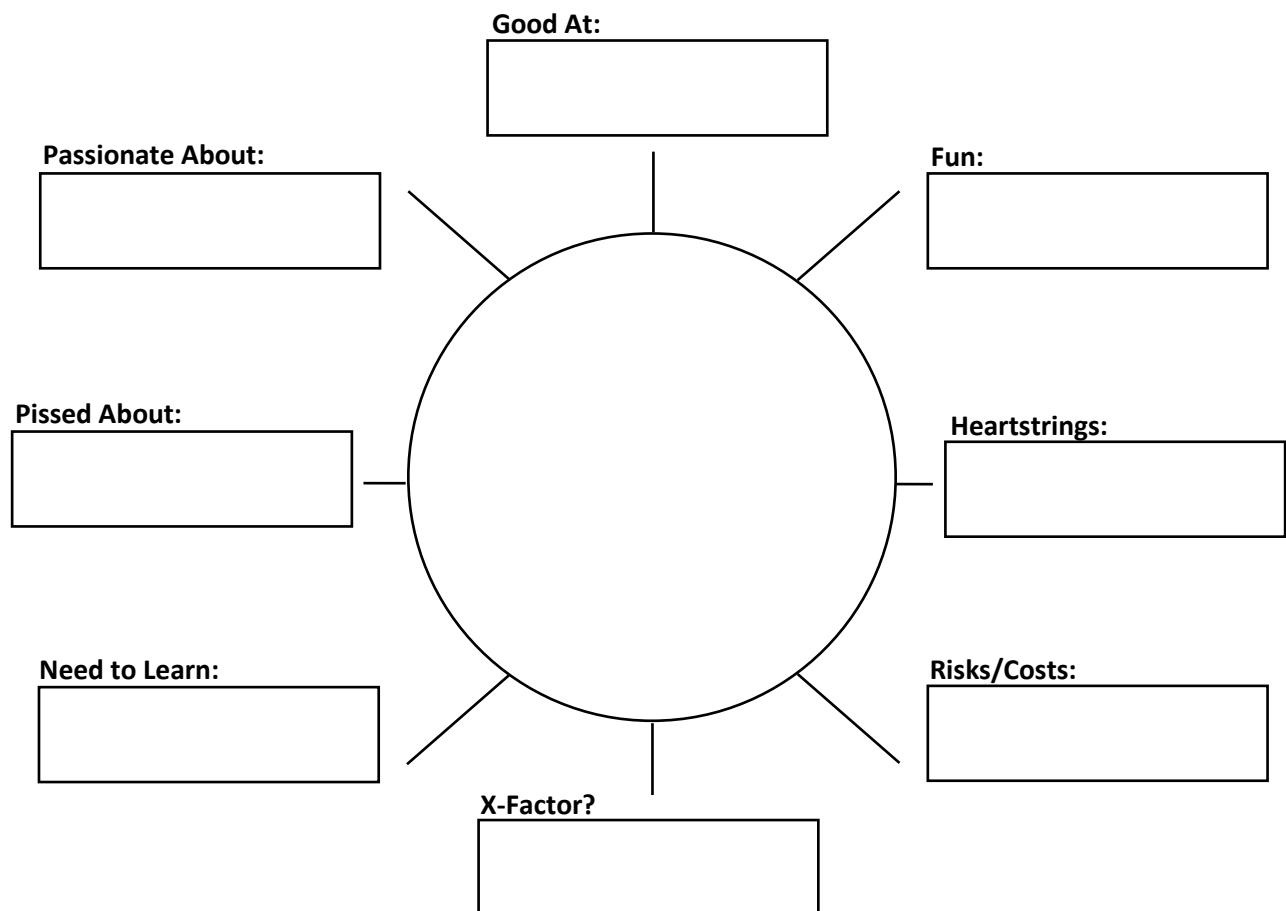 Good At:
Passionate About:
Fun:
Pissed About:
Heartstrings:
Need to Learn:
Risks/Costs:
X-Factor?